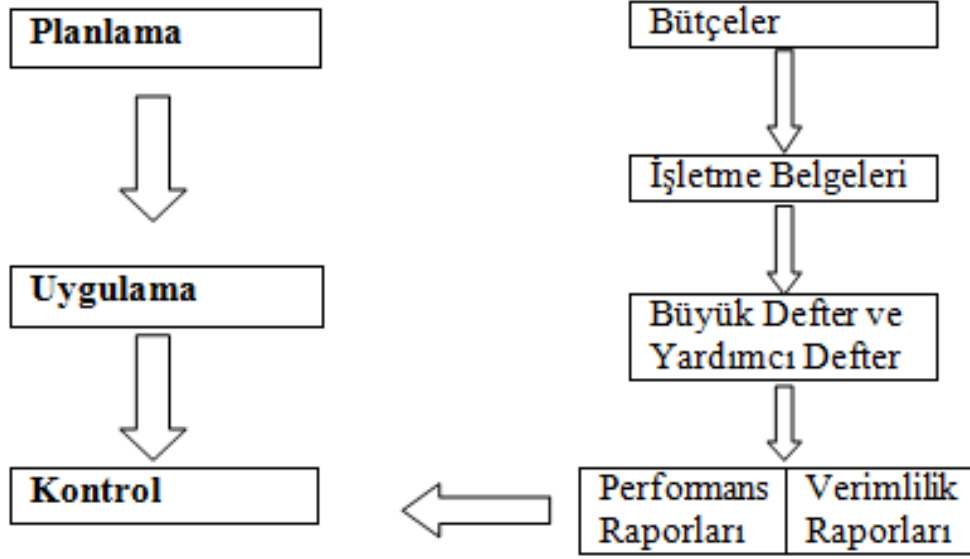 Planlama
Uygulama
Kontrol
Bütçeler
İşletme Belgeleri
Büyük Defter ve
Yardımcı Defter
Performans
Raporları
Verimlilik
Raporları